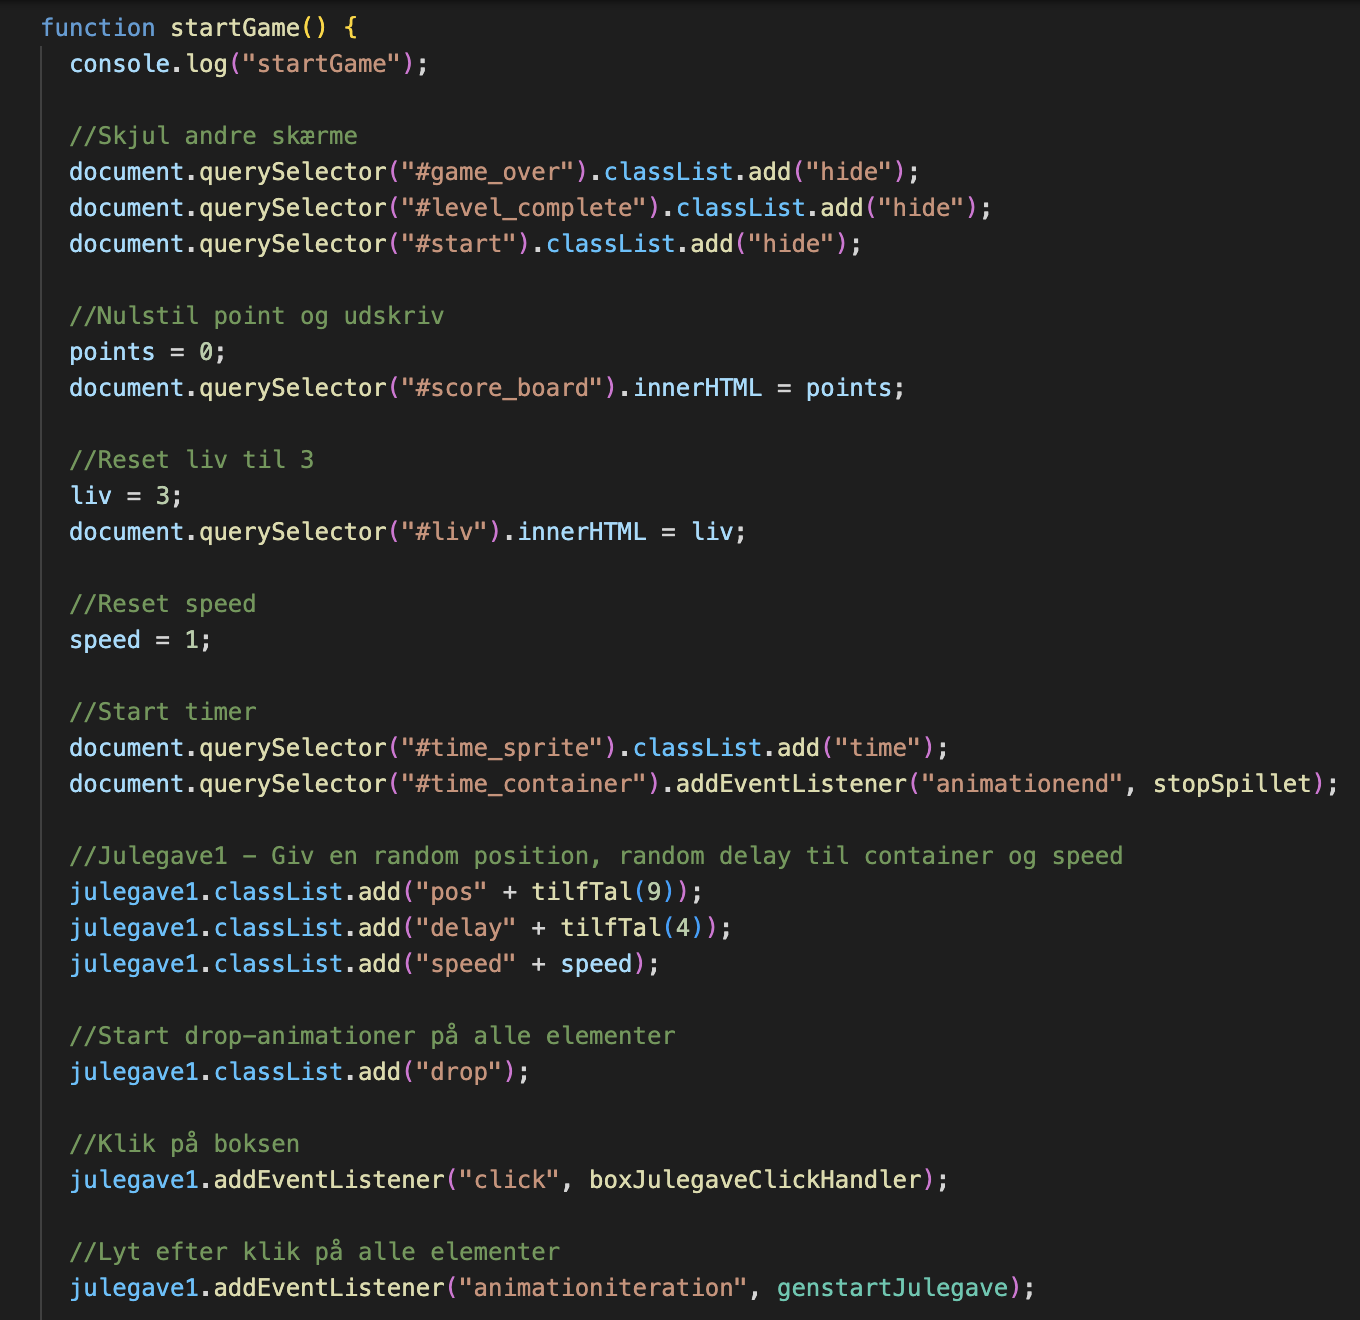 function startGame() {
console.log("startGame");
//Skjul andre skærme
document.querySelector("#game_over").classList.add("hide");
document.querySelector("#level_complete").classList.add("hide");
document.querySelector("#start").classList.add("hide");
//Nulstil point og udskriv
points = 0;
document.querySelector("#score_board").innerHTML = points;
//Reset liv til 3
liv = 3;
document.querySelector("#liv").innerHTML = liv;
//Reset speed
speed = 1;
//Start timer
document.querySelector("#time_sprite").classList.add("time");
document.querySelector("#time_container").addEventListener("animationend", stopSpillet);
//Julegave1 - Giv en random position, random delay til container og speed
julegave1.classList.add("pos" + tilfTal(9));
julegave1.classList.add("delay" + tilfTal(4));
julegave1.classList.add("speed" + speed);
//Start drop-animationer på alle elementer
julegave1.classList.add("drop");
//Klik på boksen
julegave1.addEventListener("click", boxJulegaveClickHandler);
//Lyt efter klik på alle elementer
julegave1.addEventListener("animationiteration", genstartJulegave);